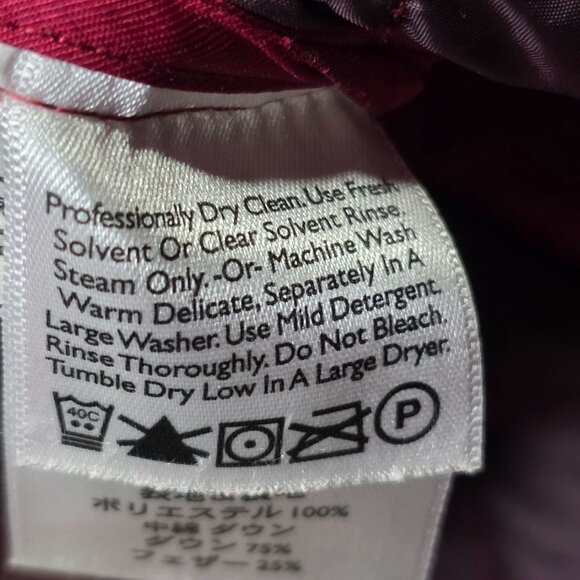 Professionally Dry Clean. Use Fresh
Solvent Or Clear Solvent Rinse.
Steam Only. -Or- Machine Wash
Warm Delicate, Separately In A
Large Washer. Use Mild Detergent.
Rinse Thoroughly. Do Not Bleach.
Tumble Dry Low In A Large Dryer.
40C
P
ポリエステル 100%
中綿 ダウン
ダウン 75%
フェザー 25%